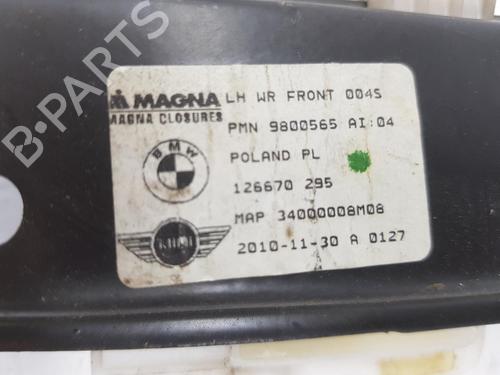 B-PARTS
MAGNA
MAGNA CLOSURES
LH WR FRONT 004S
PMN 9800565 AI:04
BMW
POLAND PL
126670 295
MAP 34000008M08
MINI
2010-11-30 A 0127